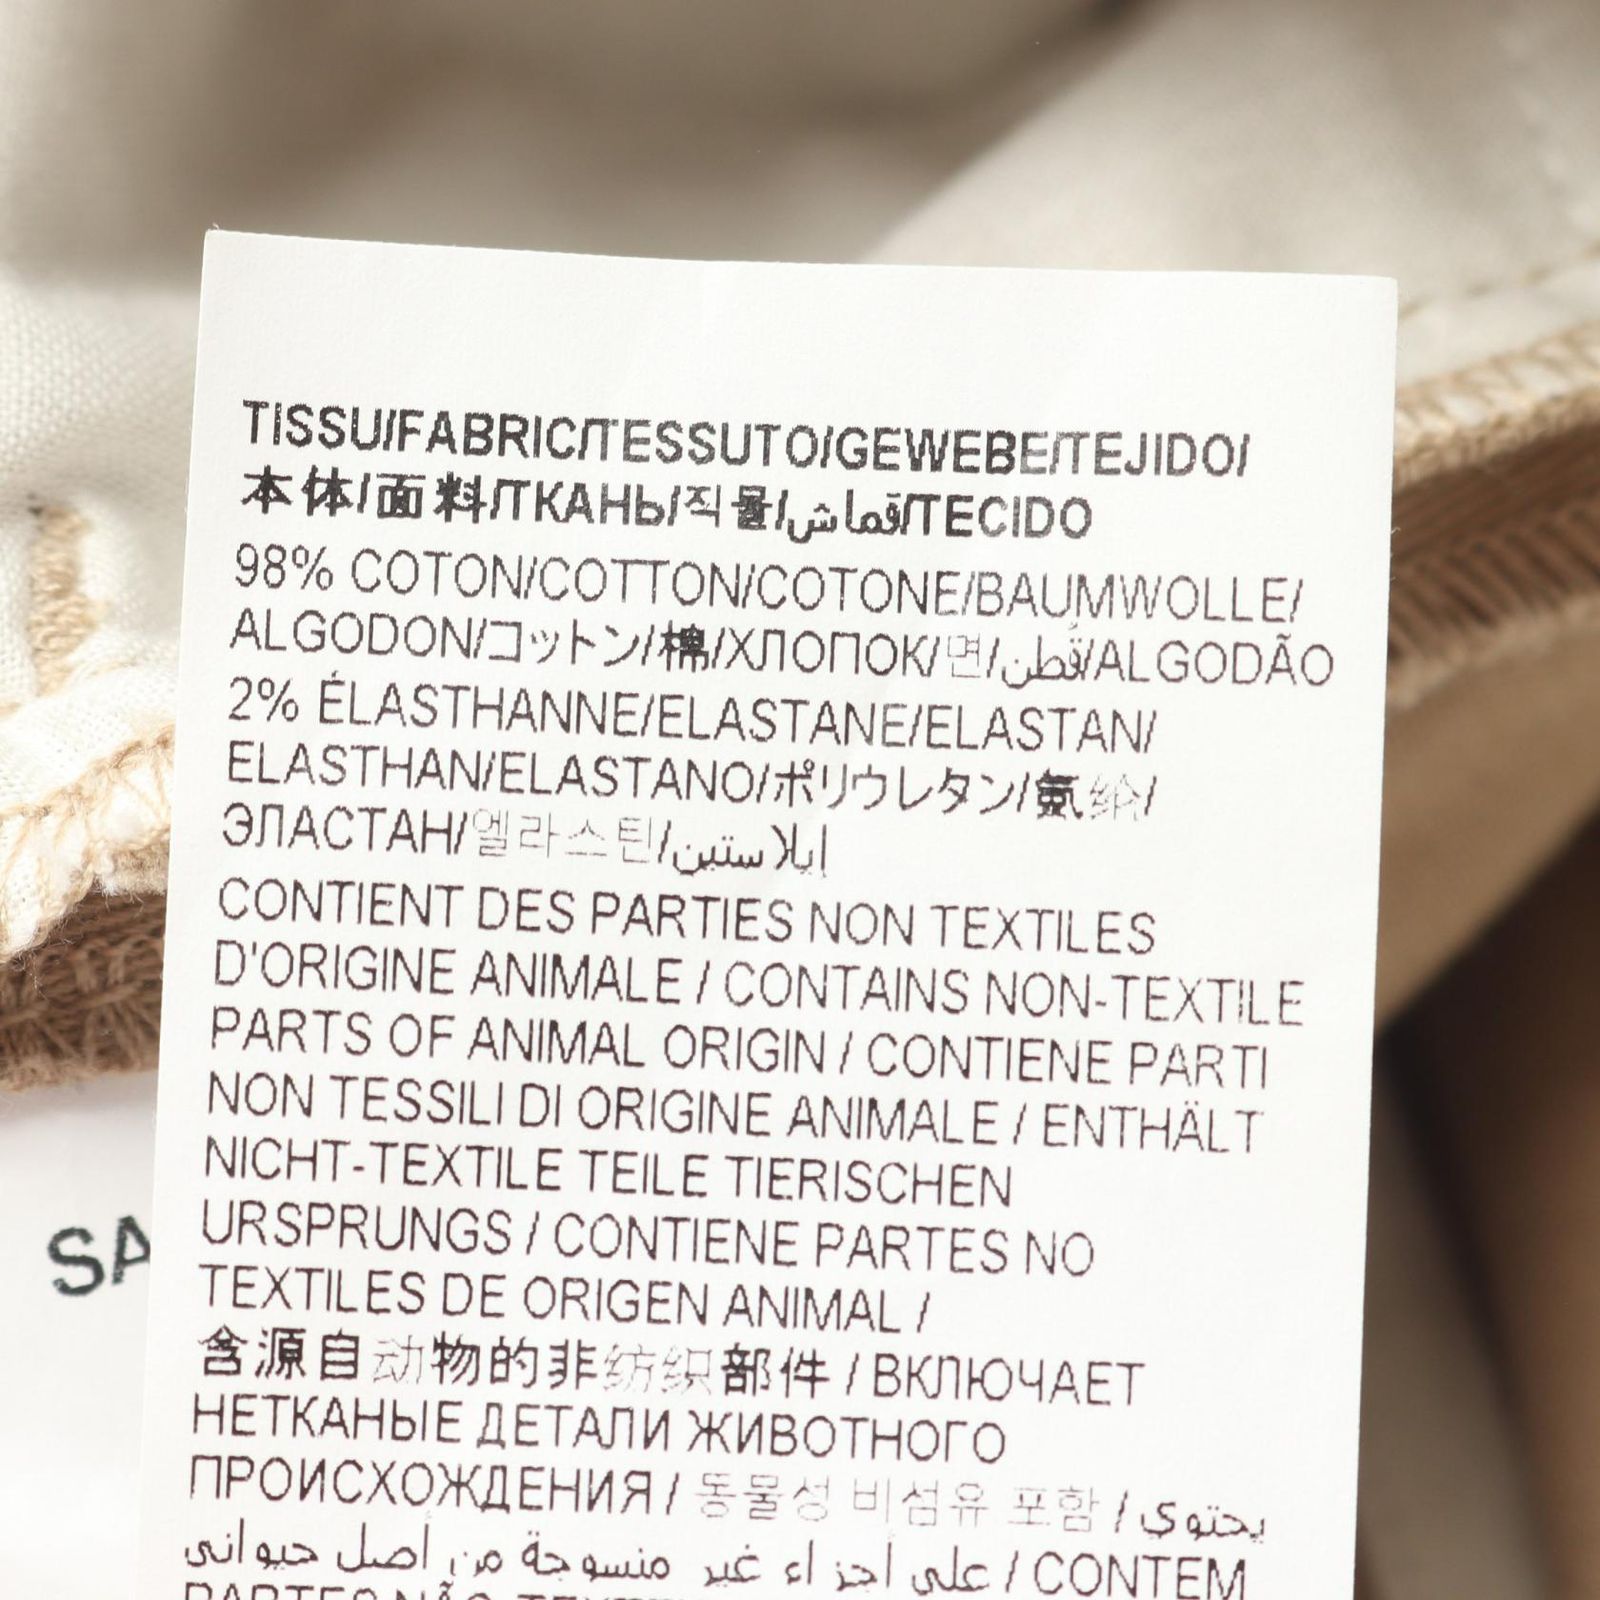 TISSU/FABRIC/TESSUTO/GEWEBE/TEJIDO/
本体/面料/ТКАНЬ/직물/قماش/TECIDO
98% COTON/COTTON/COTONE/BAUMWOLLE/
ALGODON/コットン/棉/ХЛОПОК/면/قطن/ALGODÃO
2% ÉLASTHANNE/ELASTANE/ELASTAN/
ELASTHAN/ELASTANO/ポリウレタン/氨纶/
ЭЛАСТАН/엘라스틴/ايلاستين
CONTIENT DES PARTIES NON TEXTILES
D'ORIGINE ANIMALE / CONTAINS NON-TEXTILE
PARTS OF ANIMAL ORIGIN / CONTIENE PARTI
NON TESSILI DI ORIGINE ANIMALE / ENTHÄLT
NICHT-TEXTILE TEILE TIERISCHEN
URSPRUNGS / CONTIENE PARTES NO
TEXTILES DE ORIGEN ANIMAL /
含源自动物的非纺织部件 / ВКЛЮЧАЕТ
НЕТКАНЫЕ ДЕТАЛИ ЖИВОТНОГО
ПРОИСХОЖДЕНИЯ / 동물성 비섬유 포함 / يحتوي
على أجزاء غير منسوجة من أصل حيواني / CONTEM
PARTES NÃO
SA